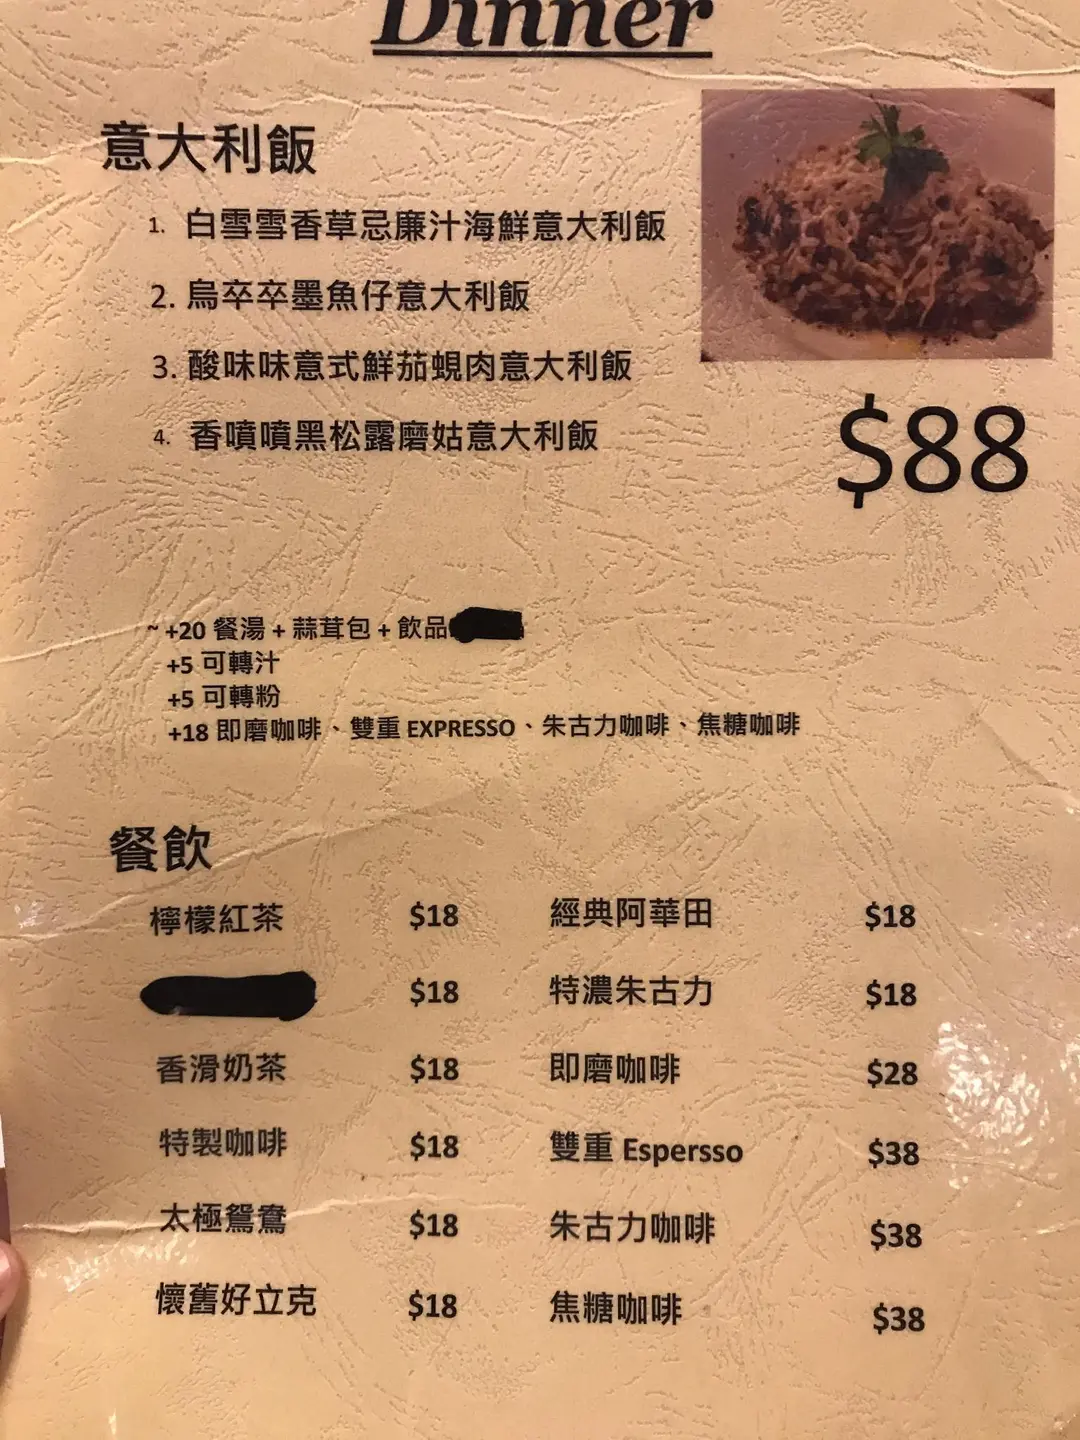 Dinner
意大利飯
1. 白雪雪香草忌廉汁海鮮意大利飯
2. 烏卒卒墨魚仔意大利飯
3. 酸味味意式鮮茄蜆肉意大利飯
4. 香噴噴黑松露磨姑意大利飯
$88
~ +20 餐湯 + 蒜茸包 + 飲品
+5 可轉汁
+5 可轉粉
+18 即磨咖啡、雙重 EXPRESSO、朱古力咖啡、焦糖咖啡
餐飲
檸檬紅茶 $18 經典阿華田 $18
$18 特濃朱古力 $18
香滑奶茶 $18 即磨咖啡 $28
特製咖啡 $18 雙重 Espersso $38
太極鴛鴦 $18 朱古力咖啡 $38
懷舊好立克 $18 焦糖咖啡 $38